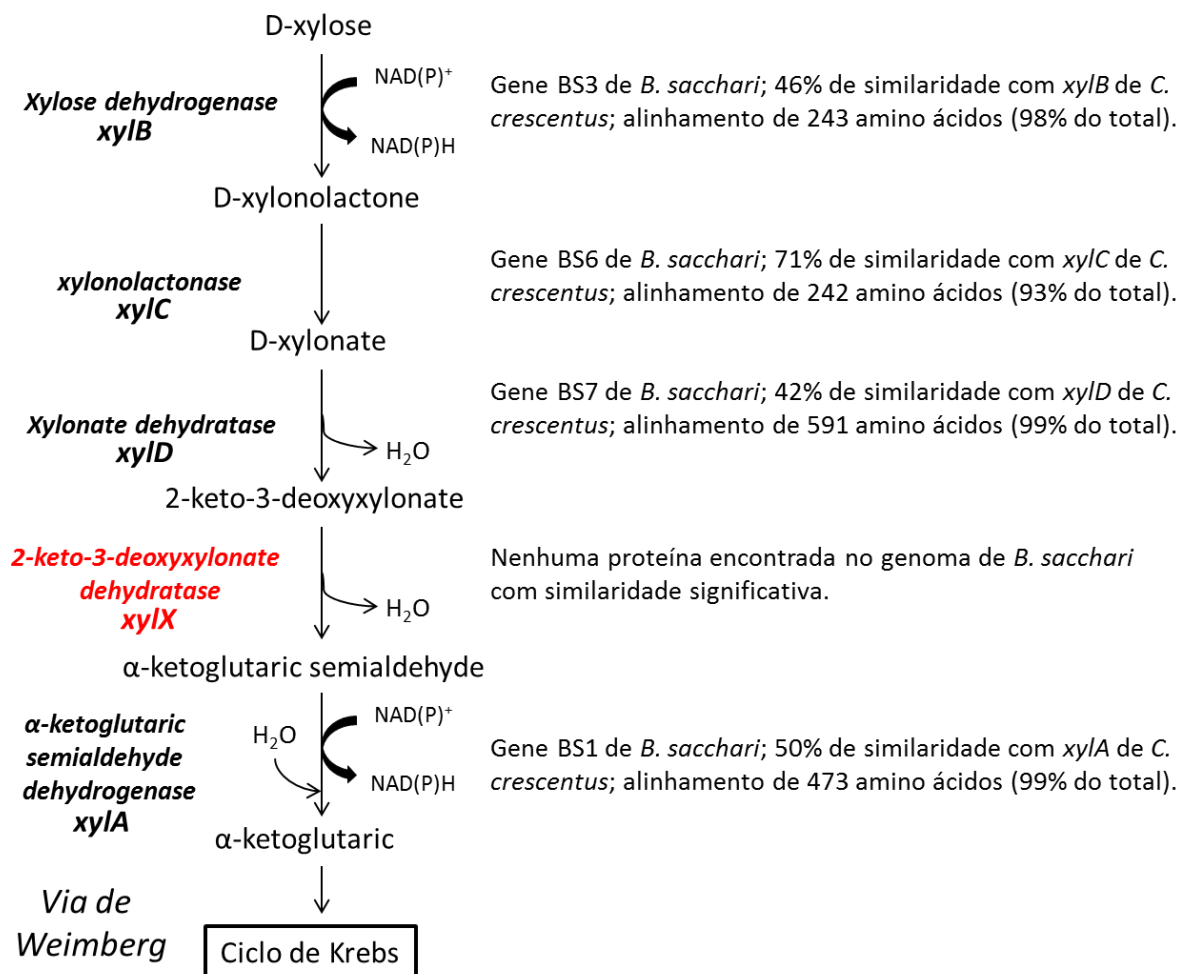 D-xylose
NAD(P)⁺
Xylose dehydrogenase
xylB
NAD(P)H
Gene BS3 de B. sacchari; 46% de similaridade com xylB de C.
crescentus; alinhamento de 243 amino ácidos (98% do total).
D-xylonolactone
xylonolactonase
xylC
Gene BS6 de B. sacchari; 71% de similaridade com xylC de C.
crescentus; alinhamento de 242 amino ácidos (93% do total).
D-xylonate
Xylonate dehydratase
xylD
H₂O
Gene BS7 de B. sacchari; 42% de similaridade com xylD de C.
crescentus; alinhamento de 591 amino ácidos (99% do total).
2-keto-3-deoxyxylonate
2-keto-3-deoxyxylonate
dehydratase
xylX
H₂O
Nenhuma proteína encontrada no genoma de B. sacchari
com similaridade significativa.
α-ketoglutaric semialdehyde
α-ketoglutaric
semialdehyde
dehydrogenase
xylA
H₂O
NAD(P)⁺
NAD(P)H
Gene BS1 de B. sacchari; 50% de similaridade com xylA de C.
crescentus; alinhamento de 473 amino ácidos (99% do total).
α-ketoglutaric
Via de
Weimberg
Ciclo de Krebs